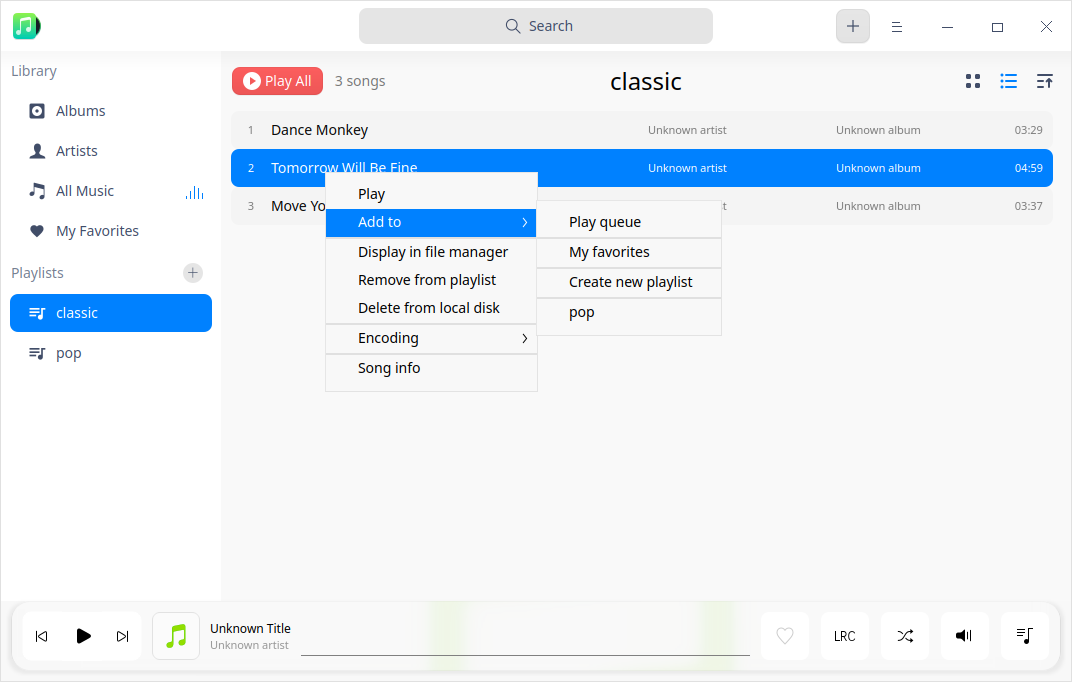 Search
Library
Albums
Artists
All Music
My Favorites
Playlists
classic
pop
Play All
3 songs
classic
1 Dance Monkey Unknown artist Unknown album 03:29
2 Tomorrow Will Be Fine Unknown artist Unknown album 04:59
3 Move Yo Unknown album 03:37
Play
Add to
Display in file manager
Remove from playlist
Delete from local disk
Encoding
Song info
Play queue
My favorites
Create new playlist
pop
Unknown Title
Unknown artist
LRC